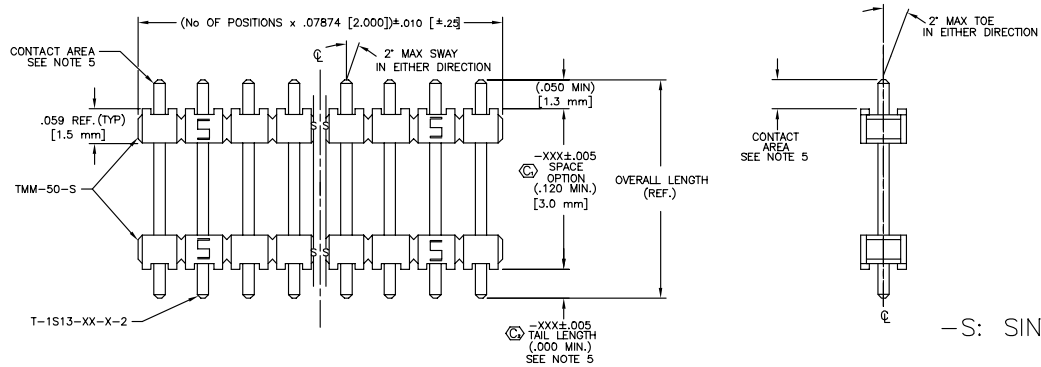 (No OF POSITIONS x .07874 [2.000])±.010 [±.25]
CONTACT AREA
SEE NOTE 5
℄
2° MAX SWAY
IN EITHER DIRECTION
(.050 MIN)
[1.3 mm]
.059 REF.(TYP)
[1.5 mm]
S
S
S S
C
-XXX±.005
SPACE
OPTION
(.120 MIN.)
[3.0 mm]
OVERALL LENGTH
(REF.)
TMM-50-S
S
S
S S
T-1S13-XX-X-2
C
-XXX±.005
TAIL LENGTH
(.000 MIN.)
SEE NOTE 5
2° MAX TOE
IN EITHER DIRECTION
CONTACT
AREA
SEE NOTE 5
℄
-S: SIN